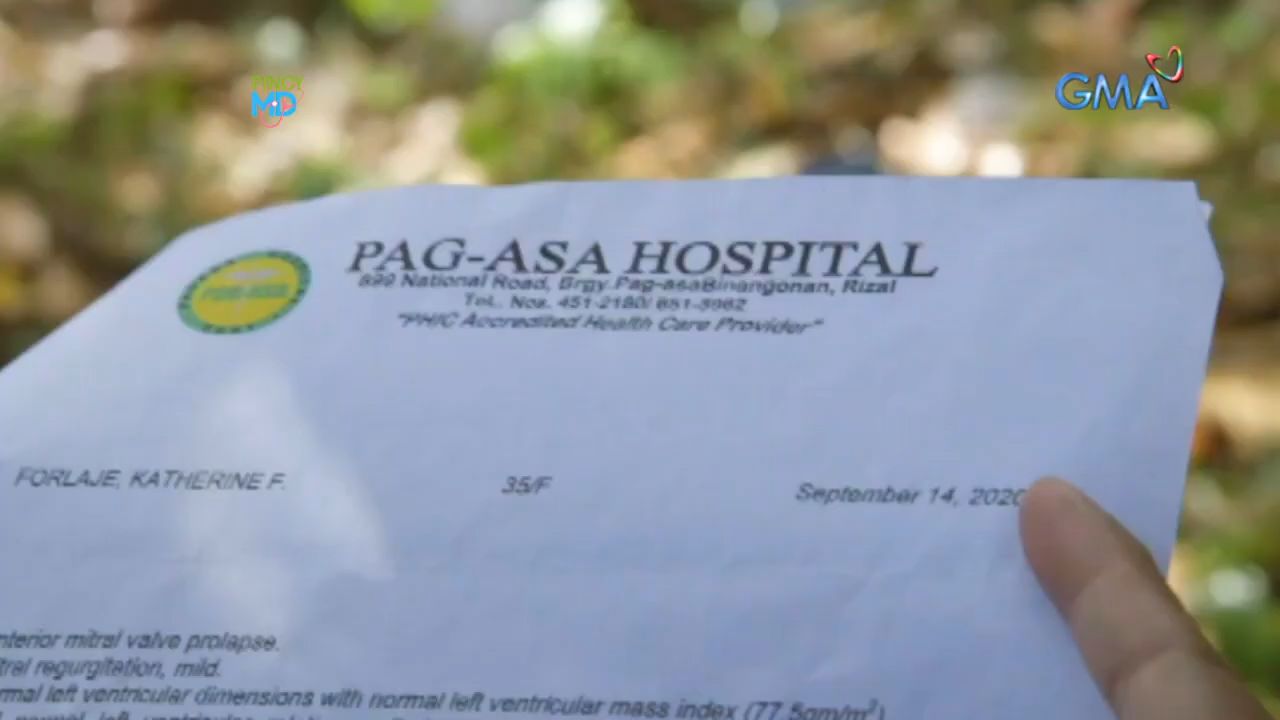 PINOY
MD
GMA
PAG-ASA HOSPITAL
899 National Road, Brgy.Pag-asaBinangonan, Rizal
Tel. Nos. 451-2180/ 651-3962
"PHIC Accredited Health Care Provider"
FORLAJE, KATHERINE F. 35/F September 14, 2020
nterior mitral valve prolapse.
tral regurgitation, mild.
rmal left ventricular dimensions with normal left ventricular mass index (77.5gm/m²)
normal left